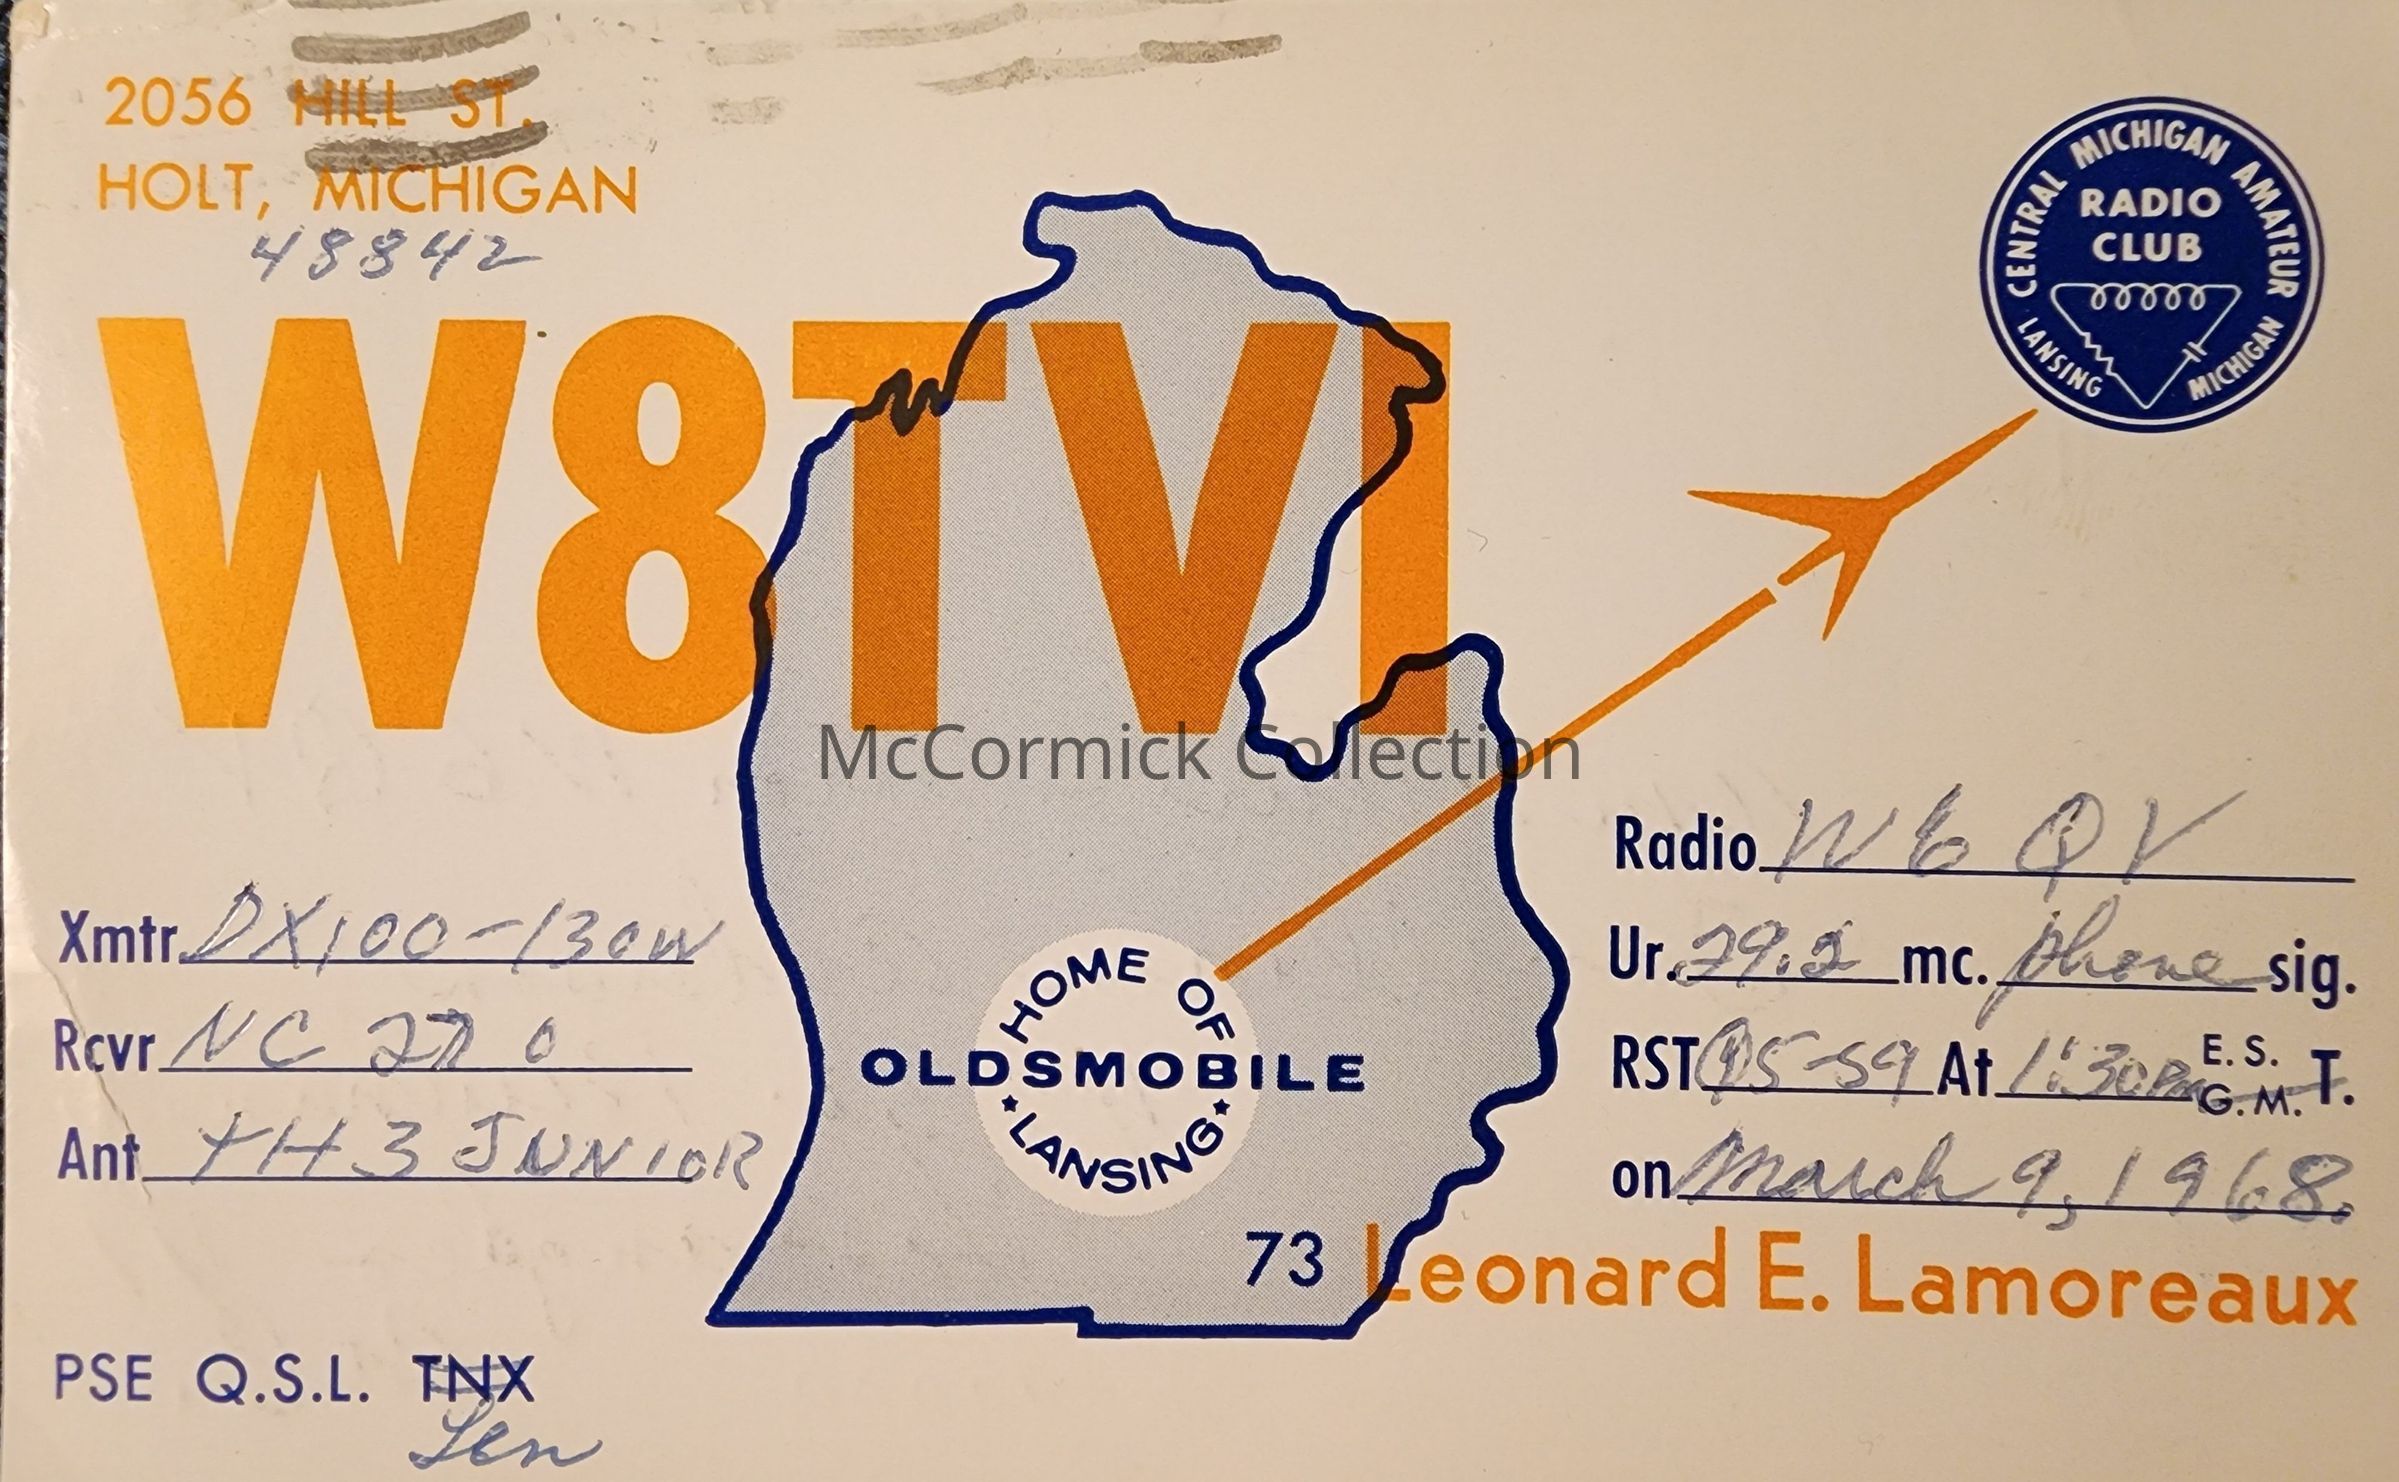 2056 HILL ST.
HOLT, MICHIGAN
48842
CENTRAL MICHIGAN AMATEUR
RADIO
CLUB
LANSING MICHIGAN
W8TVI
McCormick Collection
Radio W6QV
Ur. 29.2 mc. phone sig.
RST Q5-59 At 1:30PM E.S. G.M. T.
on March 9, 1968.
Xmtr DX100-130W
Rcvr NC 270
Ant TH3 JUNIOR
HOME OF
OLDSMOBILE
★ LANSING ★
73 Leonard E. Lamoreaux
PSE Q.S.L. TNX
Len